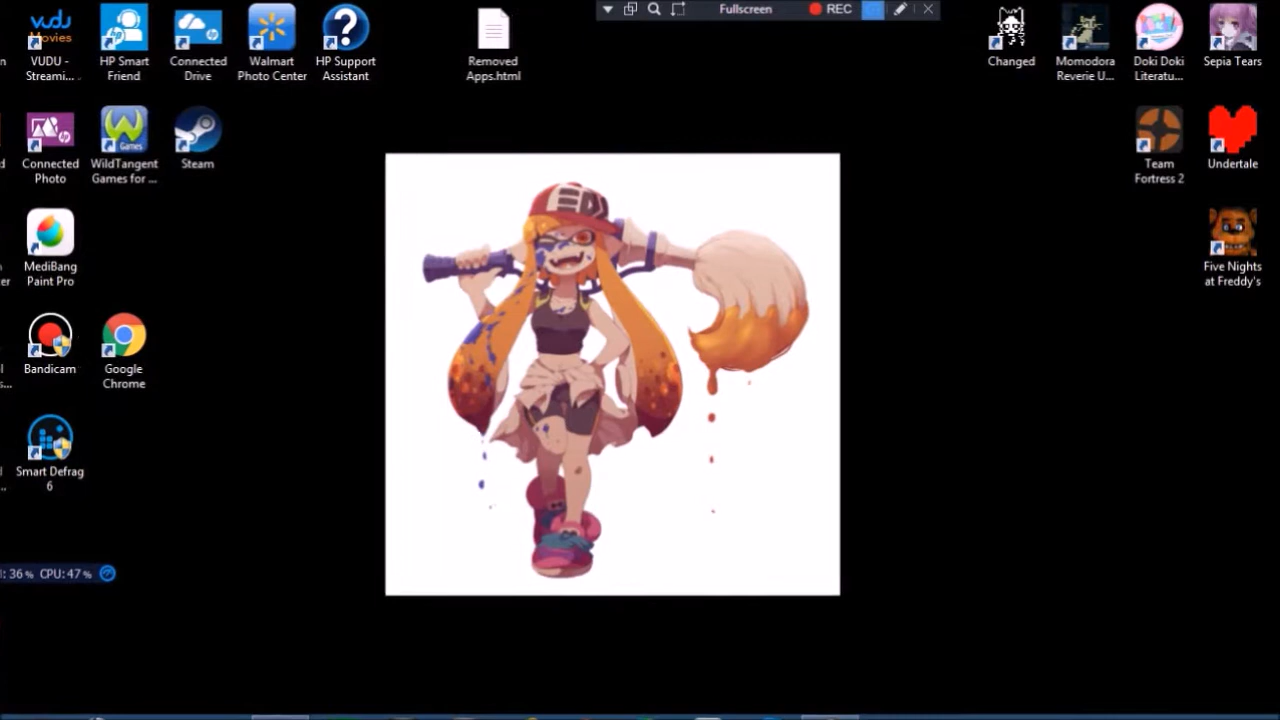 Fullscreen
REC
VUDU -
Streami...
HP Smart
Friend
Connected
Drive
Walmart
Photo Center
HP Support
Assistant
Removed
Apps.html
Changed
Momodora
Reverie U...
Doki Doki
Literatu...
Sepia Tears
Connected
Photo
WildTangent
Games for ...
Steam
Team
Fortress 2
Undertale
MediBang
Paint Pro
Five Nights
at Freddy's
Bandicam
Google
Chrome
Smart Defrag
6
: 36% CPU: 47%
vudu
Movies
hp
Games